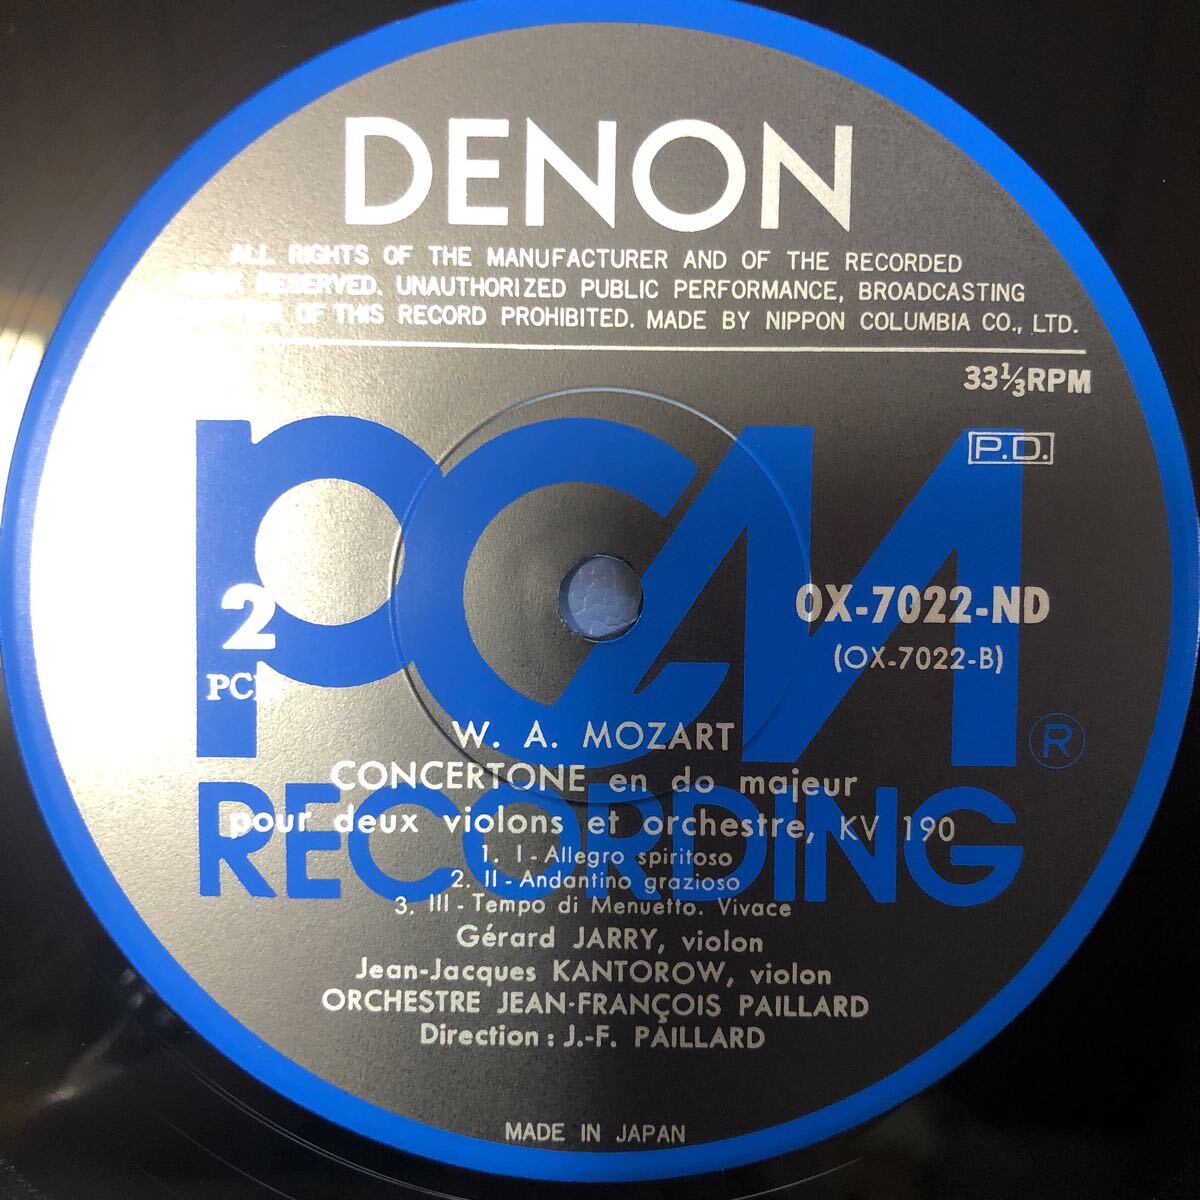 DENON
ALL RIGHTS OF THE MANUFACTURER AND OF THE RECORDED
RESERVED. UNAUTHORIZED PUBLIC PERFORMANCE, BROADCASTING
OF THIS RECORD PROHIBITED. MADE BY NIPPON COLUMBIA CO., LTD.
33⅓RPM
P.D.
PCM
2
OX-7022-ND
(OX-7022-B)
®
RECORDING
W. A. MOZART
CONCERTONE en do majeur
pour deux violons et orchestre, KV 190
1. I - Allegro spiritoso
2. II - Andantino grazioso
3. III - Tempo di Menuetto. Vivace
Gérard JARRY, violon
Jean-Jacques KANTOROW, violon
ORCHESTRE JEAN-FRANÇOIS PAILLARD
Direction : J.-F. PAILLARD
MADE IN JAPAN